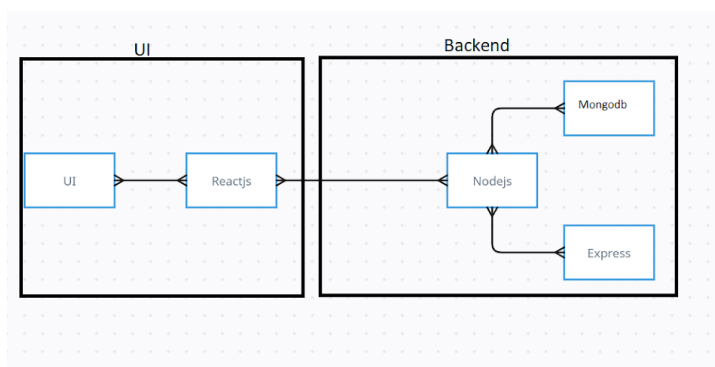 UI
Backend
Mongodb
UI
Reactjs
Nodejs
Express